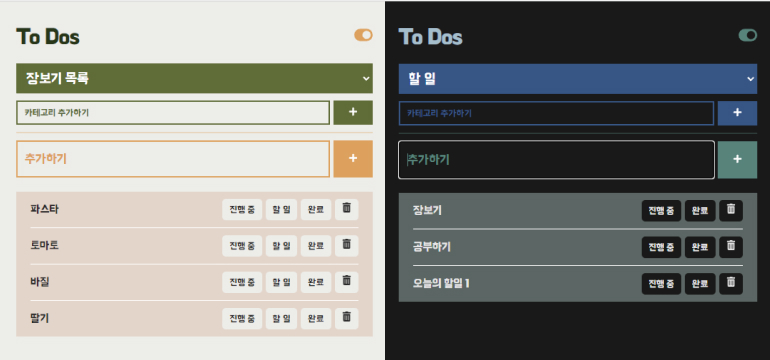 To Dos
장보기 목록
카테고리 추가하기
+
추가하기
+
파스타 진행 중 할 일 완료
토마토 진행 중 할 일 완료
바질 진행 중 할 일 완료
딸기 진행 중 할 일 완료
To Dos
할 일
카테고리 추가하기
+
추가하기
+
장보기 진행 중 완료
공부하기 진행 중 완료
오늘의 할일 1 진행 중 완료